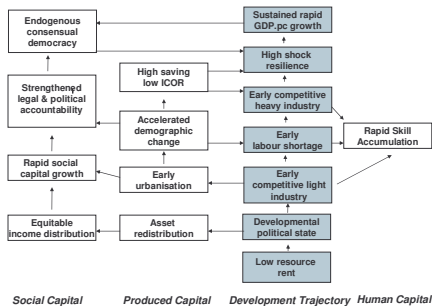 Endogenous
consensual
democracy
Sustained rapid
GDP.pc growth
High shock
resilience
High saving
low ICOR
Strengthened
legal & political
accountability
Early competitive
heavy industry
Accelerated
demographic
change
Early
labour shortage
Rapid Skill
Accumulation
Rapid social
capital growth
Early
urbanisation
Early
competitive light
industry
Equitable
income distribution
Asset
redistribution
Developmental
political state
Low resource
rent
Social Capital
Produced Capital
Development Trajectory
Human Capital